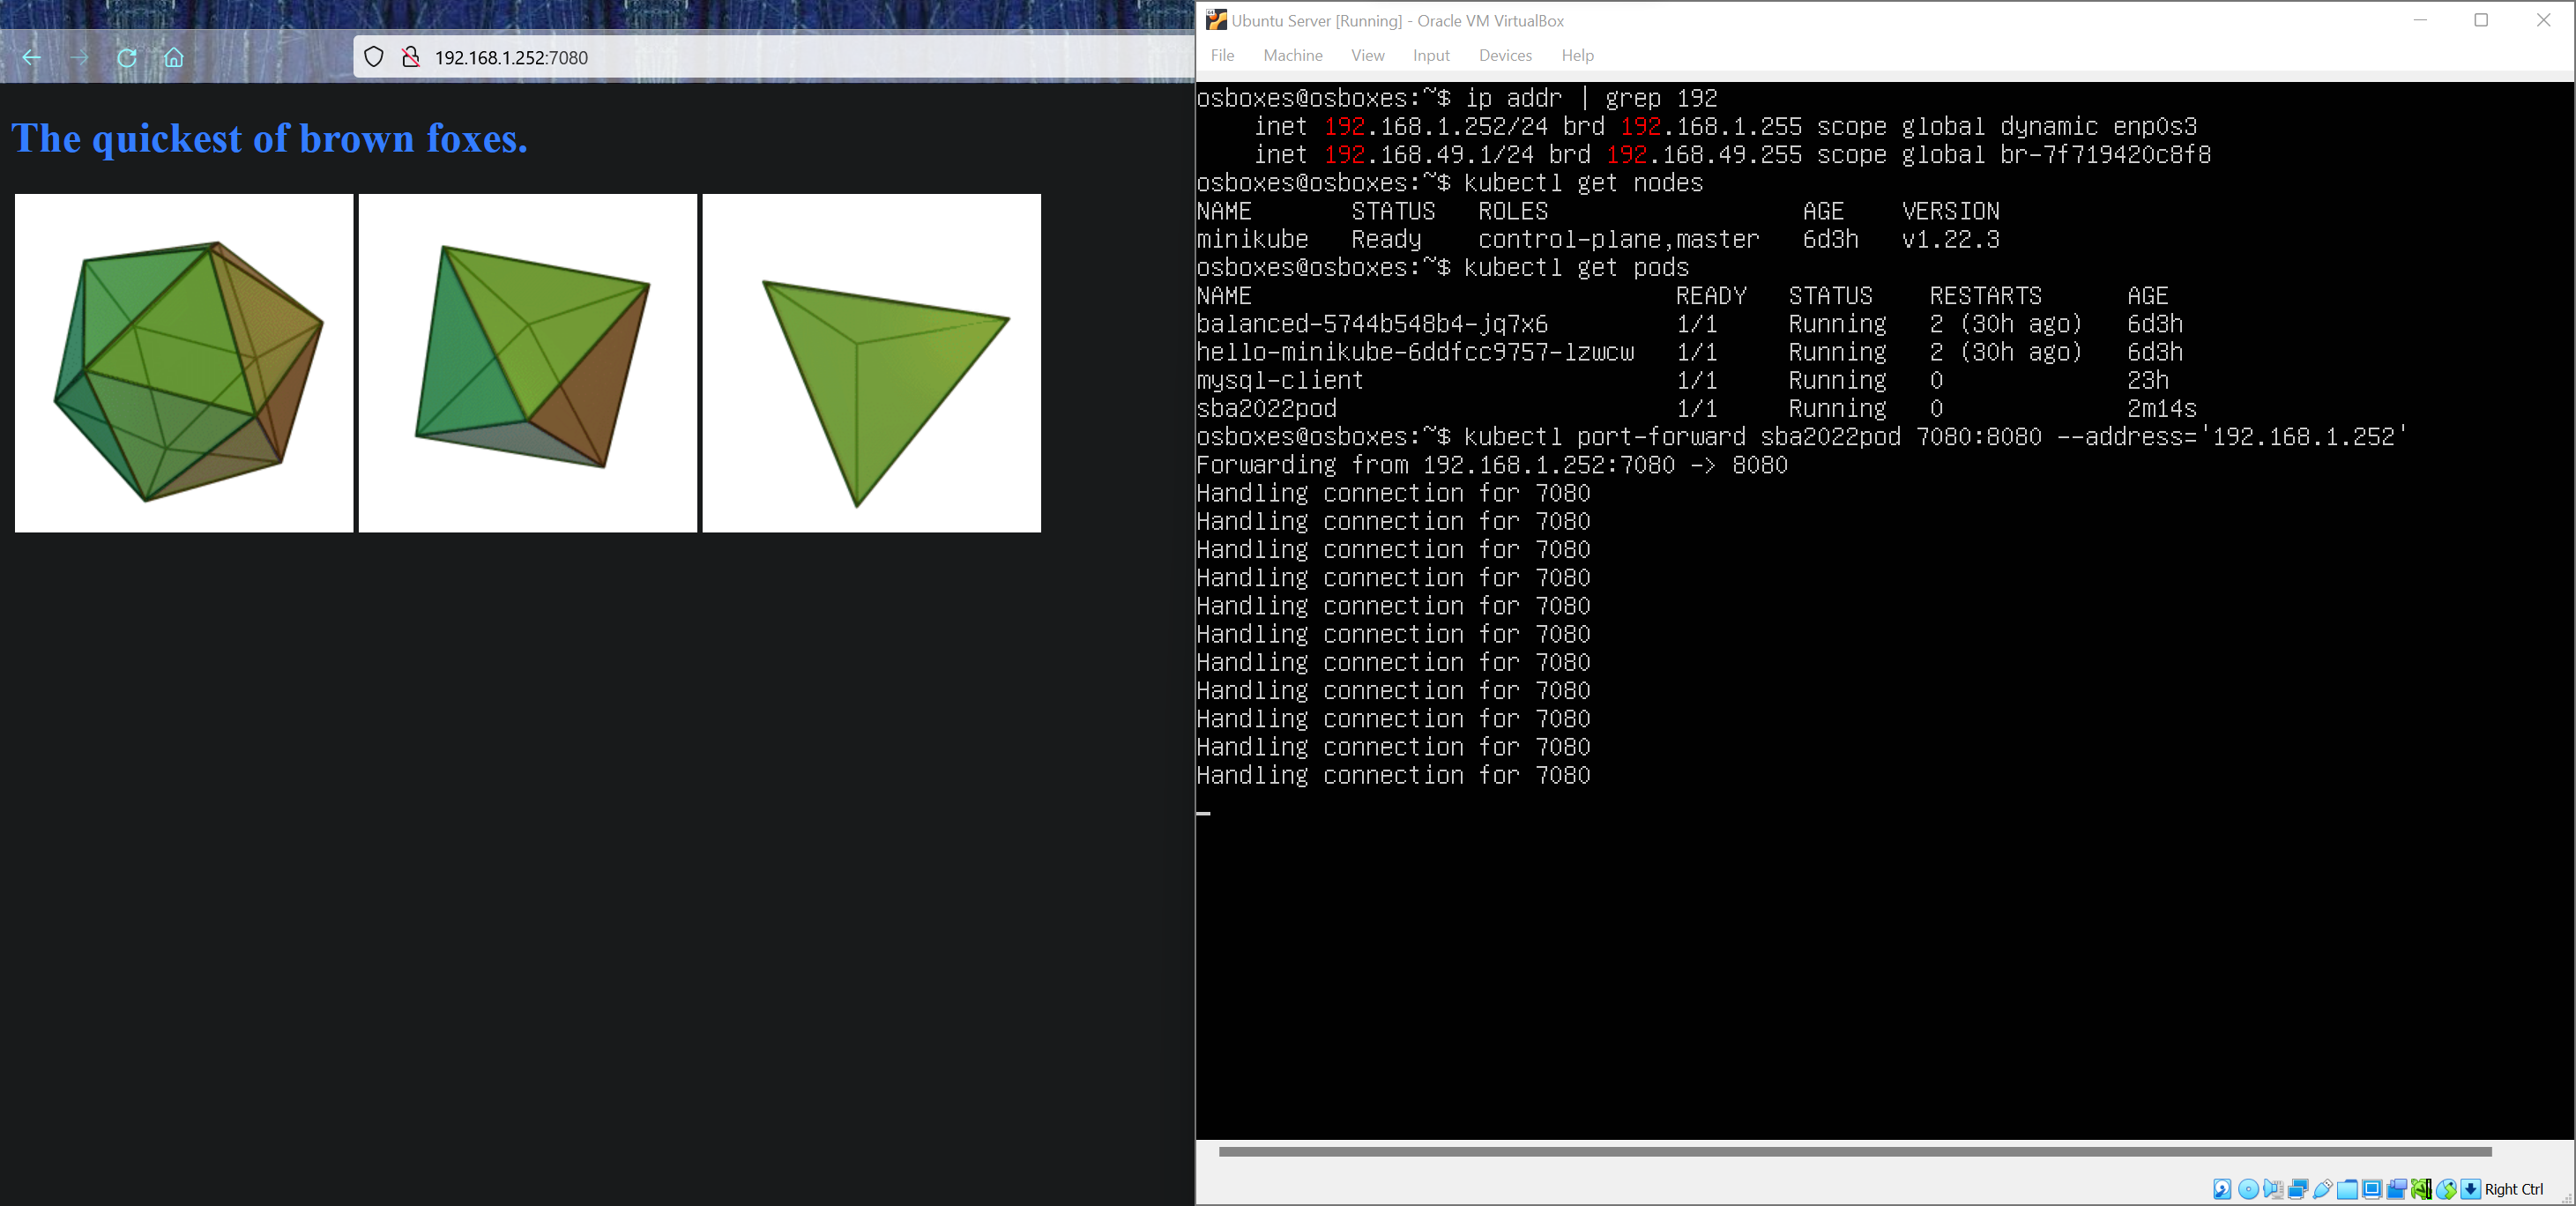 192.168.1.252:7080
The quickest of brown foxes.
Ubuntu Server [Running] - Oracle VM VirtualBox
File Machine View Input Devices Help
osboxes@osboxes:~$ ip addr | grep 192
inet 192.168.1.252/24 brd 192.168.1.255 scope global dynamic enp0s3
inet 192.168.49.1/24 brd 192.168.49.255 scope global br-7f719420c8f8
osboxes@osboxes:~$ kubectl get nodes
NAME STATUS ROLES AGE VERSION
minikube Ready control-plane,master 6d3h v1.22.3
osboxes@osboxes:~$ kubectl get pods
NAME READY STATUS RESTARTS AGE
balanced-5744b548b4-jq7x6 1/1 Running 2 (30h ago) 6d3h
hello-minikube-6ddfcc9757-lzwcw 1/1 Running 2 (30h ago) 6d3h
mysql-client 1/1 Running 0 23h
sba2022pod 1/1 Running 0 2m14s
osboxes@osboxes:~$ kubectl port-forward sba2022pod 7080:8080 --address='192.168.1.252'
Forwarding from 192.168.1.252:7080 -> 8080
Handling connection for 7080
Handling connection for 7080
Handling connection for 7080
Handling connection for 7080
Handling connection for 7080
Handling connection for 7080
Handling connection for 7080
Handling connection for 7080
Handling connection for 7080
Handling connection for 7080
Handling connection for 7080
Right Ctrl